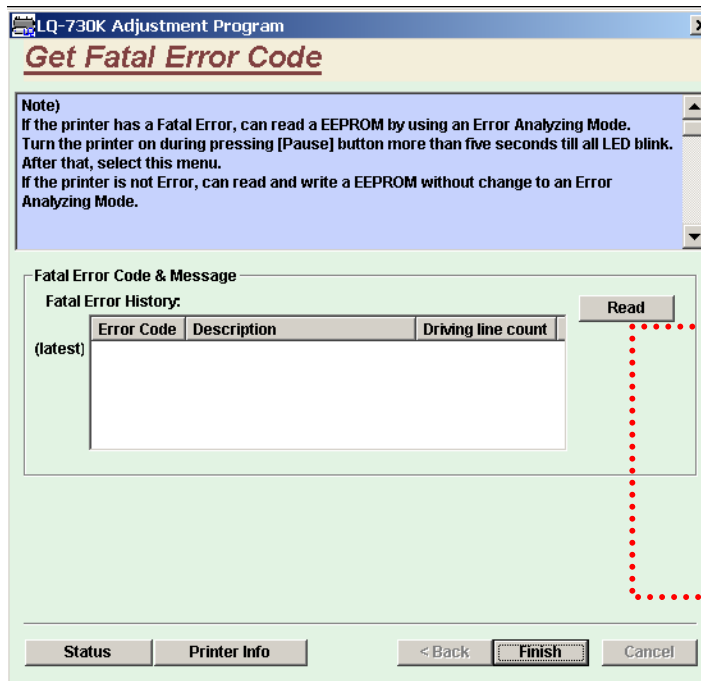 LQ-730K Adjustment Program
Get Fatal Error Code
Note)
If the printer has a Fatal Error, can read a EEPROM by using an Error Analyzing Mode.
Turn the printer on during pressing [Pause] button more than five seconds till all LED blink.
After that, select this menu.
If the printer is not Error, can read and write a EEPROM without change to an Error
Analyzing Mode.
Fatal Error Code & Message
Fatal Error History:
Read
Error Code Description Driving line count
(latest)
Status Printer Info < Back Finish Cancel